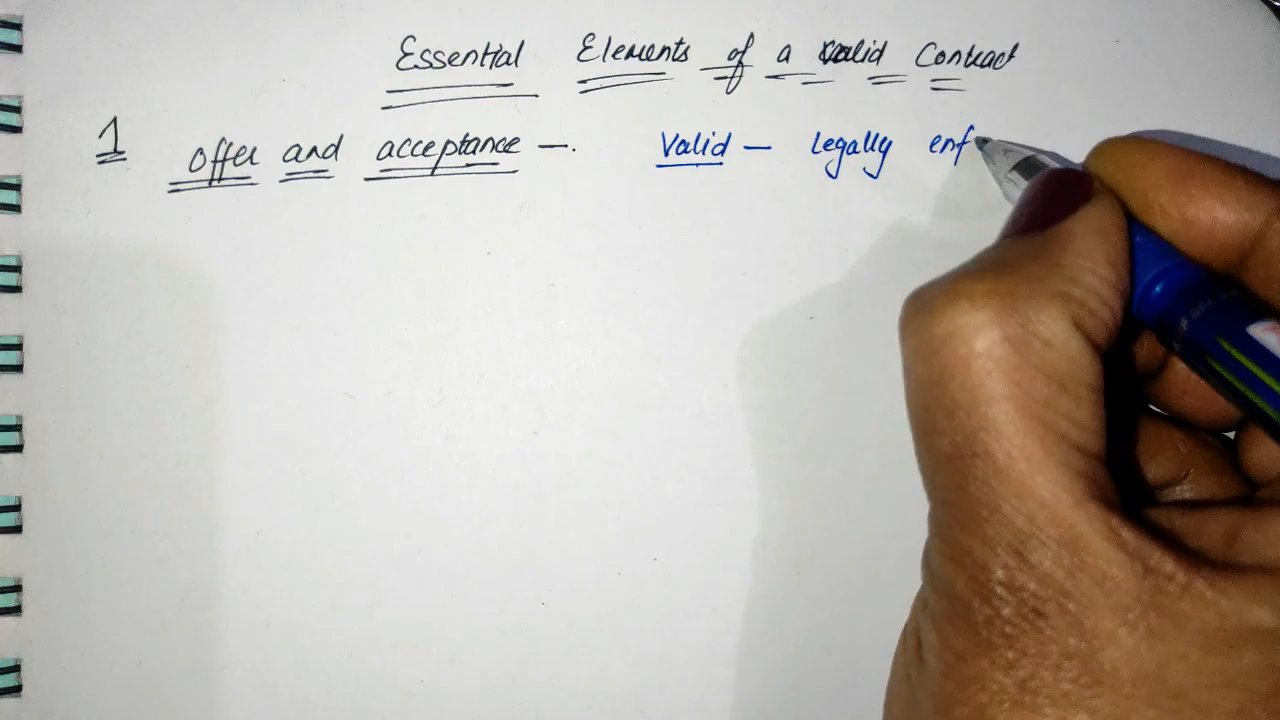 Essential Elements of a valid Contract
1 Offer and acceptance -. Valid - Legally enf